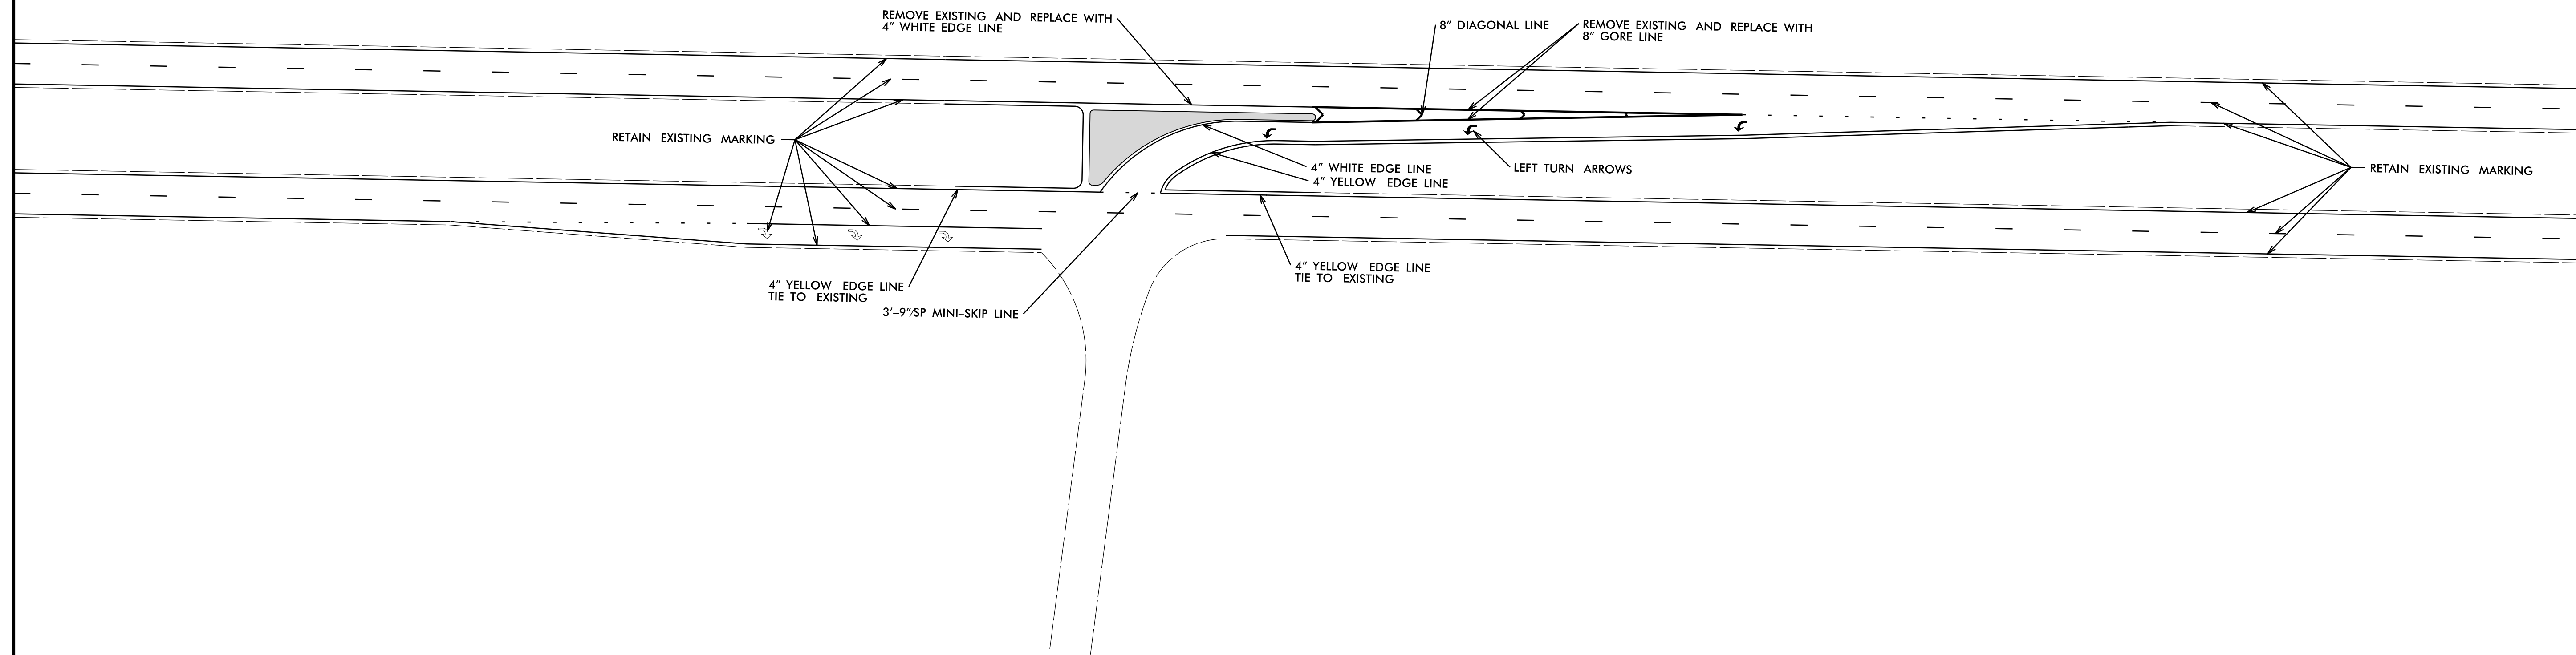 REMOVE EXISTING AND REPLACE WITH
4" WHITE EDGE LINE
8" DIAGONAL LINE
REMOVE EXISTING AND REPLACE WITH
8" GORE LINE
RETAIN EXISTING MARKING
4" WHITE EDGE LINE
4" YELLOW EDGE LINE
LEFT TURN ARROWS
RETAIN EXISTING MARKING
4" YELLOW EDGE LINE
TIE TO EXISTING
4" YELLOW EDGE LINE
TIE TO EXISTING
3'-9"/SP MINI-SKIP LINE